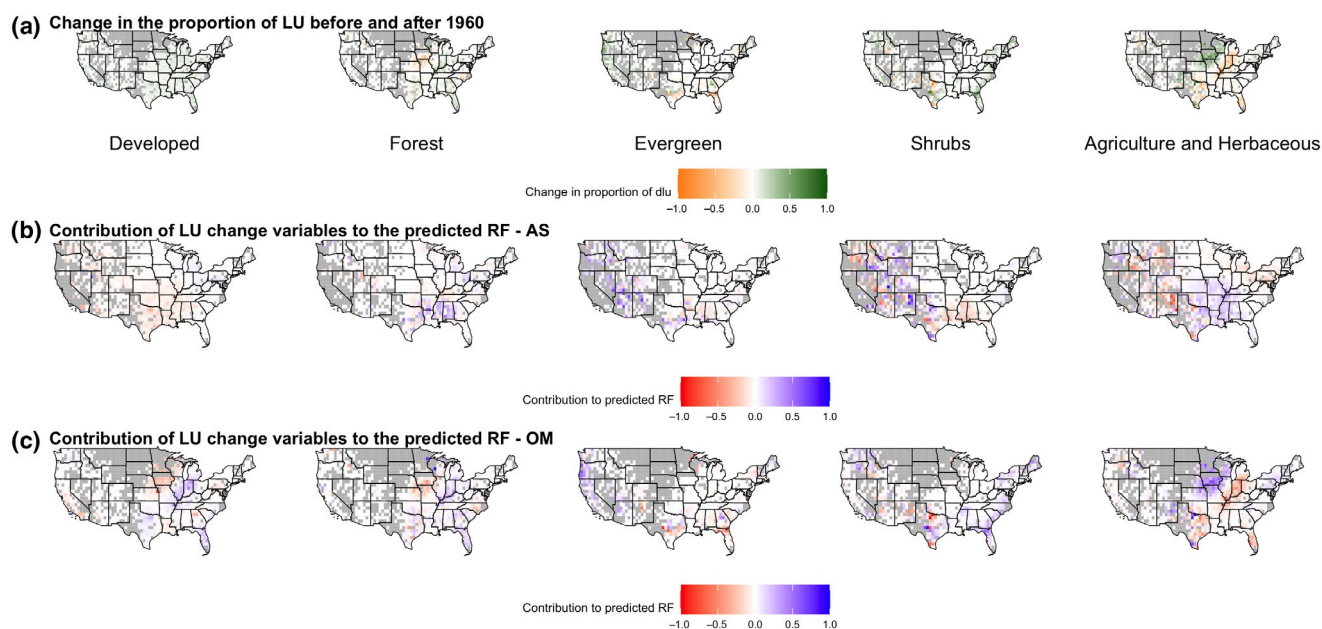 (a) Change in the proportion of LU before and after 1960
Developed Forest Evergreen Shrubs Agriculture and Herbaceous
Change in proportion of dlu
−1.0 −0.5 0.0 0.5 1.0
(b) Contribution of LU change variables to the predicted RF - AS
Contribution to predicted RF
−1.0 −0.5 0.0 0.5 1.0
(c) Contribution of LU change variables to the predicted RF - OM
Contribution to predicted RF
−1.0 −0.5 0.0 0.5 1.0